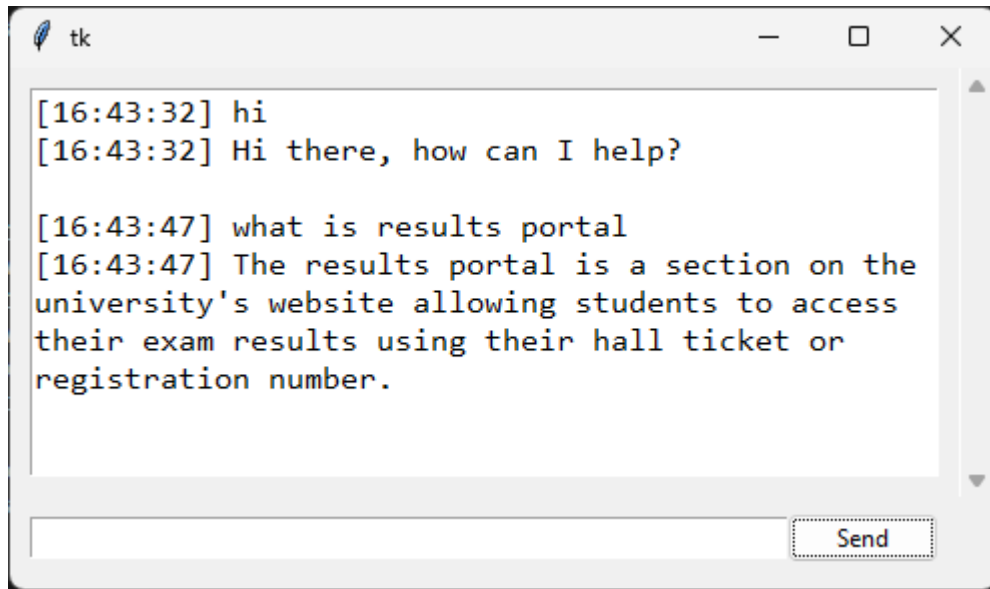 tk
[16:43:32] hi
[16:43:32] Hi there, how can I help?
[16:43:47] what is results portal
[16:43:47] The results portal is a section on the
university's website allowing students to access
their exam results using their hall ticket or
registration number.
Send